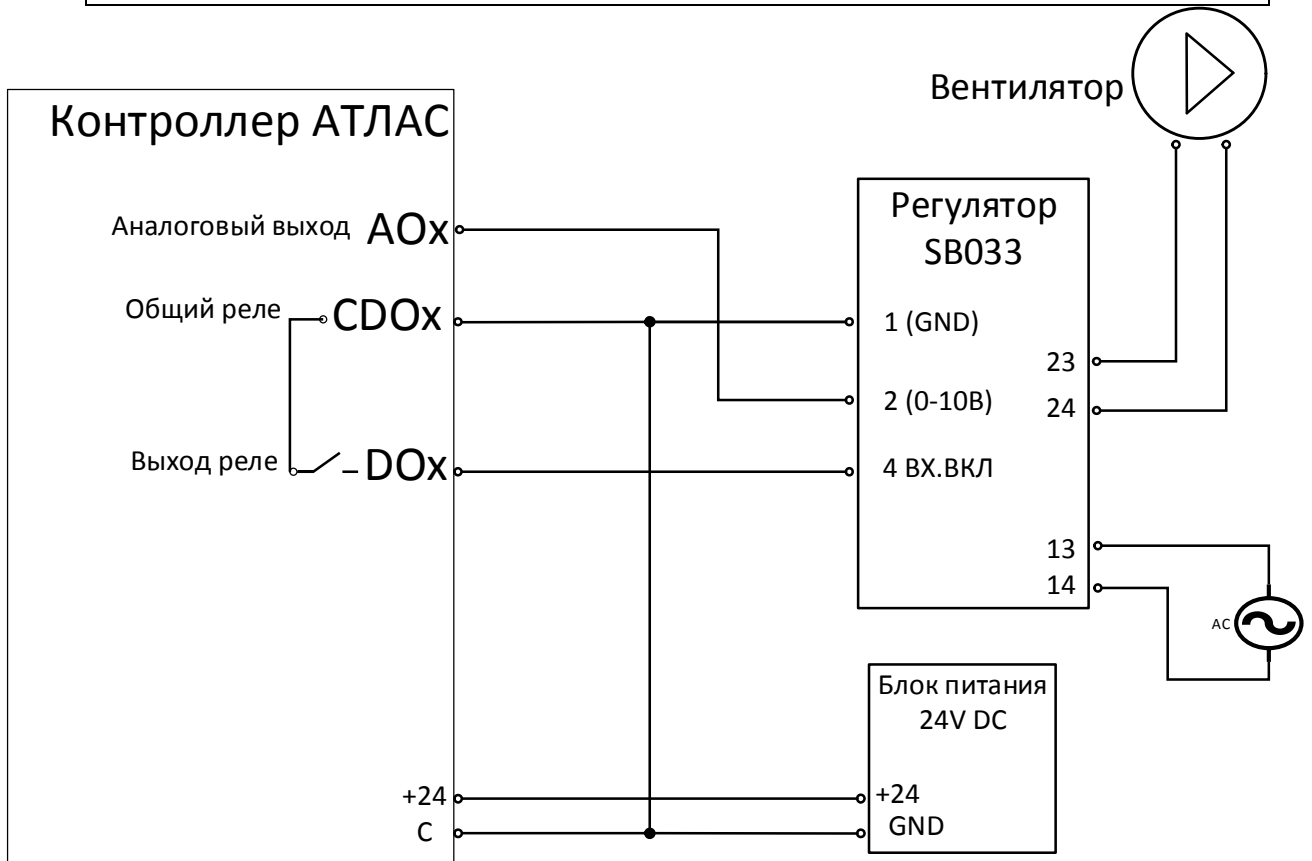 Вентилятор
Контроллер АТЛАС
Регулятор
SB033
Аналоговый выход AOx
Общий реле CDOx
1 (GND)
23
2 (0-10В)
24
Выход реле DOx
4 ВХ.ВКЛ
13
14
AC
Блок питания
24V DC
+24
+24
C
GND